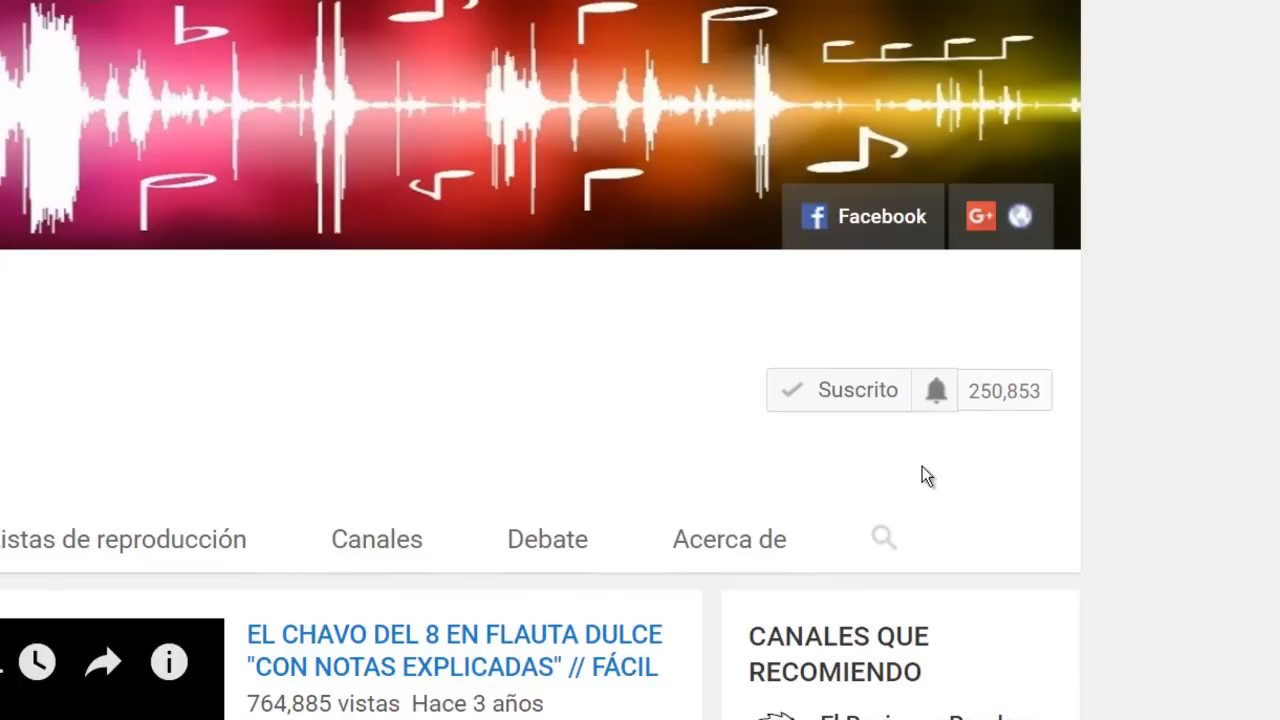 Facebook
G+
Suscrito
250,853
istas de reproducción
Canales
Debate
Acerca de
EL CHAVO DEL 8 EN FLAUTA DULCE
"CON NOTAS EXPLICADAS" // FÁCIL
764,885 vistas Hace 3 años
CANALES QUE
RECOMIENDO